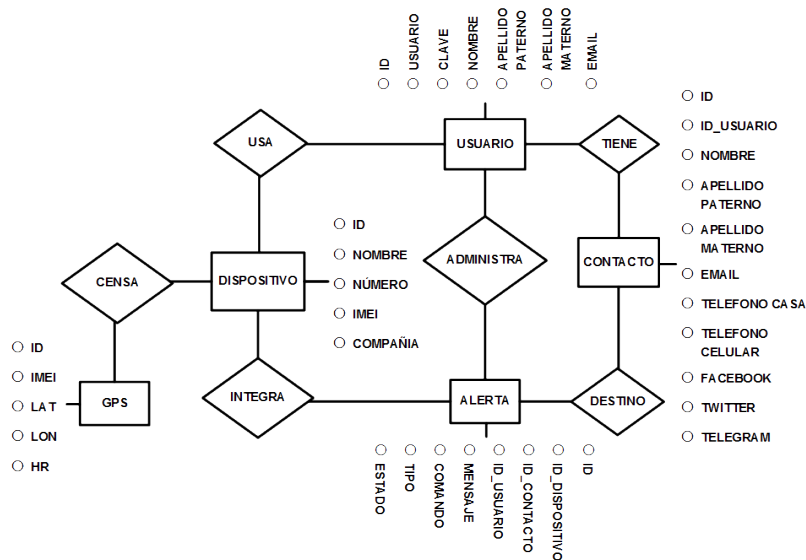 ID
USUARIO
CLAVE
NOMBRE
APELLIDO
PATERNO
APELLIDO
MATERNO
EMAIL
USA
USUARIO
TIENE
ID
ID_USUARIO
NOMBRE
APELLIDO
PATERNO
APELLIDO
MATERNO
EMAIL
TELEFONO CASA
TELEFONO
CELULAR
FACEBOOK
TWITTER
TELEGRAM
CENSA
DISPOSITIVO
ID
NOMBRE
NÚMERO
IMEI
COMPAÑIA
ADMINISTRA
CONTACTO
ID
IMEI
LAT
LON
HR
GPS
INTEGRA
ALERTA
DESTINO
ESTADO
TIPO
COMANDO
MENSAJE
ID_USUARIO
ID_CONTACTO
ID_DISPOSITIVO
ID